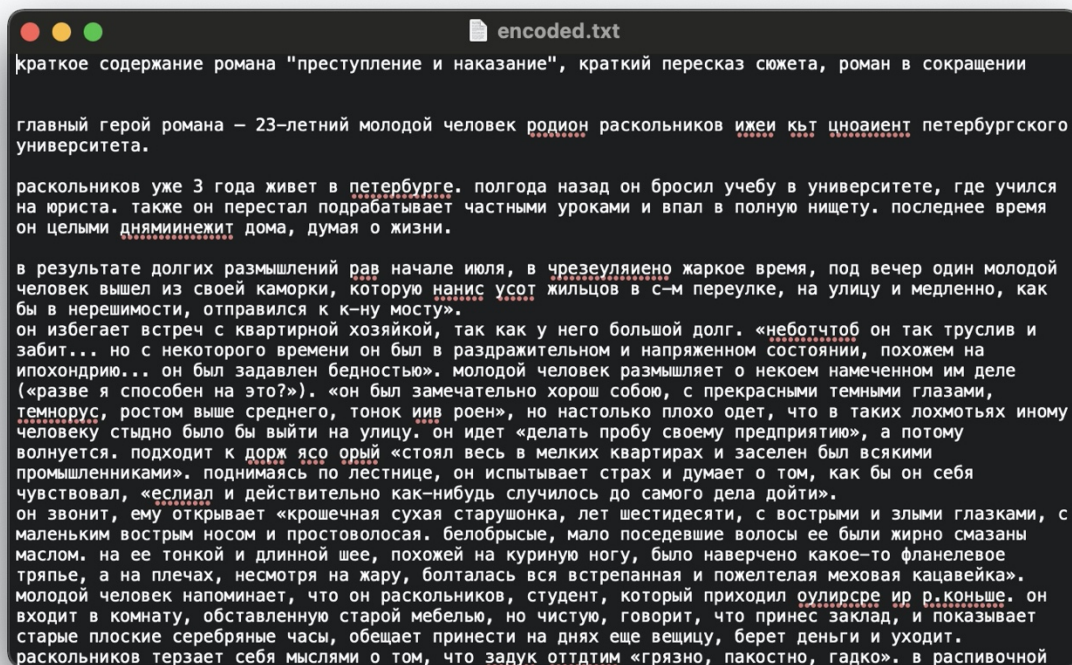 encoded.txt
краткое содержание романа "преступление и наказание", краткий пересказ сюжета, роман в сокращении
главный герой романа — 23-летний молодой человек родион раскольников ижеи кьт цноаиент петербургского
университета.
раскольников уже 3 года живет в петербурге. полгода назад он бросил учебу в университете, где учился
на юриста. также он перестал подрабатывает частными уроками и впал в полную нищету. последнее время
он целыми днямиинежит дома, думая о жизни.
в результате долгих размышлений рав начале июля, в чрезеуляиено жаркое время, под вечер один молодой
человек вышел из своей каморки, которую нанис усот жильцов в с-м переулке, на улицу и медленно, как
бы в нерешимости, отправился к к-ну мосту».
он избегает встреч с квартирной хозяйкой, так как у него большой долг. «неботчтоб он так труслив и
забит... но с некоторого времени он был в раздражительном и напряженном состоянии, похожем на
ипохондрию... он был задавлен бедностью». молодой человек размышляет о некоем намеченном им деле
(«разве я способен на это?»). «он был замечательно хорош собою, с прекрасными темными глазами,
темнорус, ростом выше среднего, тонок иив роен», но настолько плохо одет, что в таких лохмотьях иному
человеку стыдно было бы выйти на улицу. он идет «делать пробу своему предприятию», а потому
волнуется. подходит к дорж ясо орый «стоял весь в мелких квартирах и заселен был всякими
промышленниками». поднимаясь по лестнице, он испытывает страх и думает о том, как бы он себя
чувствовал, «еслиал и действительно как-нибудь случилось до самого дела дойти».
он звонит, ему открывает «крошечная сухая старушонка, лет шестидесяти, с вострыми и злыми глазками, с
маленьким вострым носом и простоволосая. белобрысые, мало поседевшие волосы ее были жирно смазаны
маслом. на ее тонкой и длинной шее, похожей на куриную ногу, было наверчено какое-то фланелевое
тряпье, а на плечах, несмотря на жару, болталась вся встрепанная и пожелтелая меховая кацавейка».
молодой человек напоминает, что он раскольников, студент, который приходил оулирсре ир р.коньше. он
входит в комнату, обставленную старой мебелью, но чистую, говорит, что принес заклад, и показывает
старые плоские серебряные часы, обещает принести на днях еще вещицу, берет деньги и уходит.
раскольников терзает себя мыслями о том, что задук оттдтим «грязно, пакостно, гадко». в распивочной